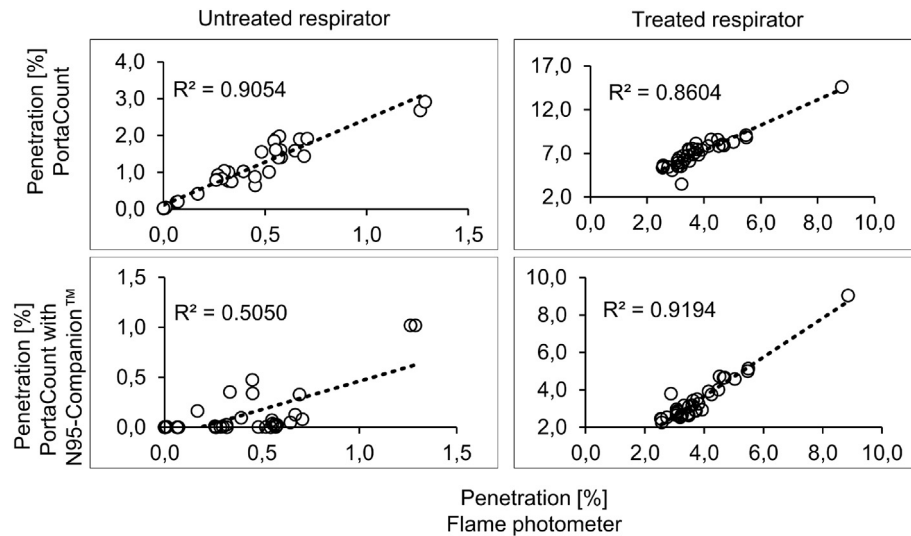 Untreated respirator
Treated respirator
Penetration [%]
PortaCount
4,0
3,0
2,0
1,0
0,0
R² = 0.9054
0,0 0,5 1,0 1,5
17,0
12,0
7,0
2,0
R² = 0.8604
0,0 2,0 4,0 6,0 8,0 10,0
Penetration [%]
PortaCount with
N95-Companion™
1,5
1,0
0,5
0,0
R² = 0.5050
0,0 0,5 1,0 1,5
10,0
8,0
6,0
4,0
2,0
R² = 0.9194
0,0 2,0 4,0 6,0 8,0 10,0
Penetration [%]
Flame photometer